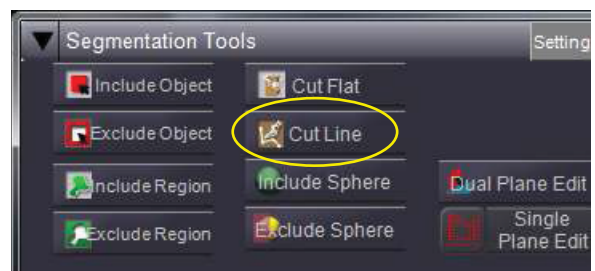 Segmentation Tools
Setting
Include Object
Cut Flat
Exclude Object
Cut Line
Include Region
Include Sphere
Dual Plane Edit
Exclude Region
Exclude Sphere
Single
Plane Edit